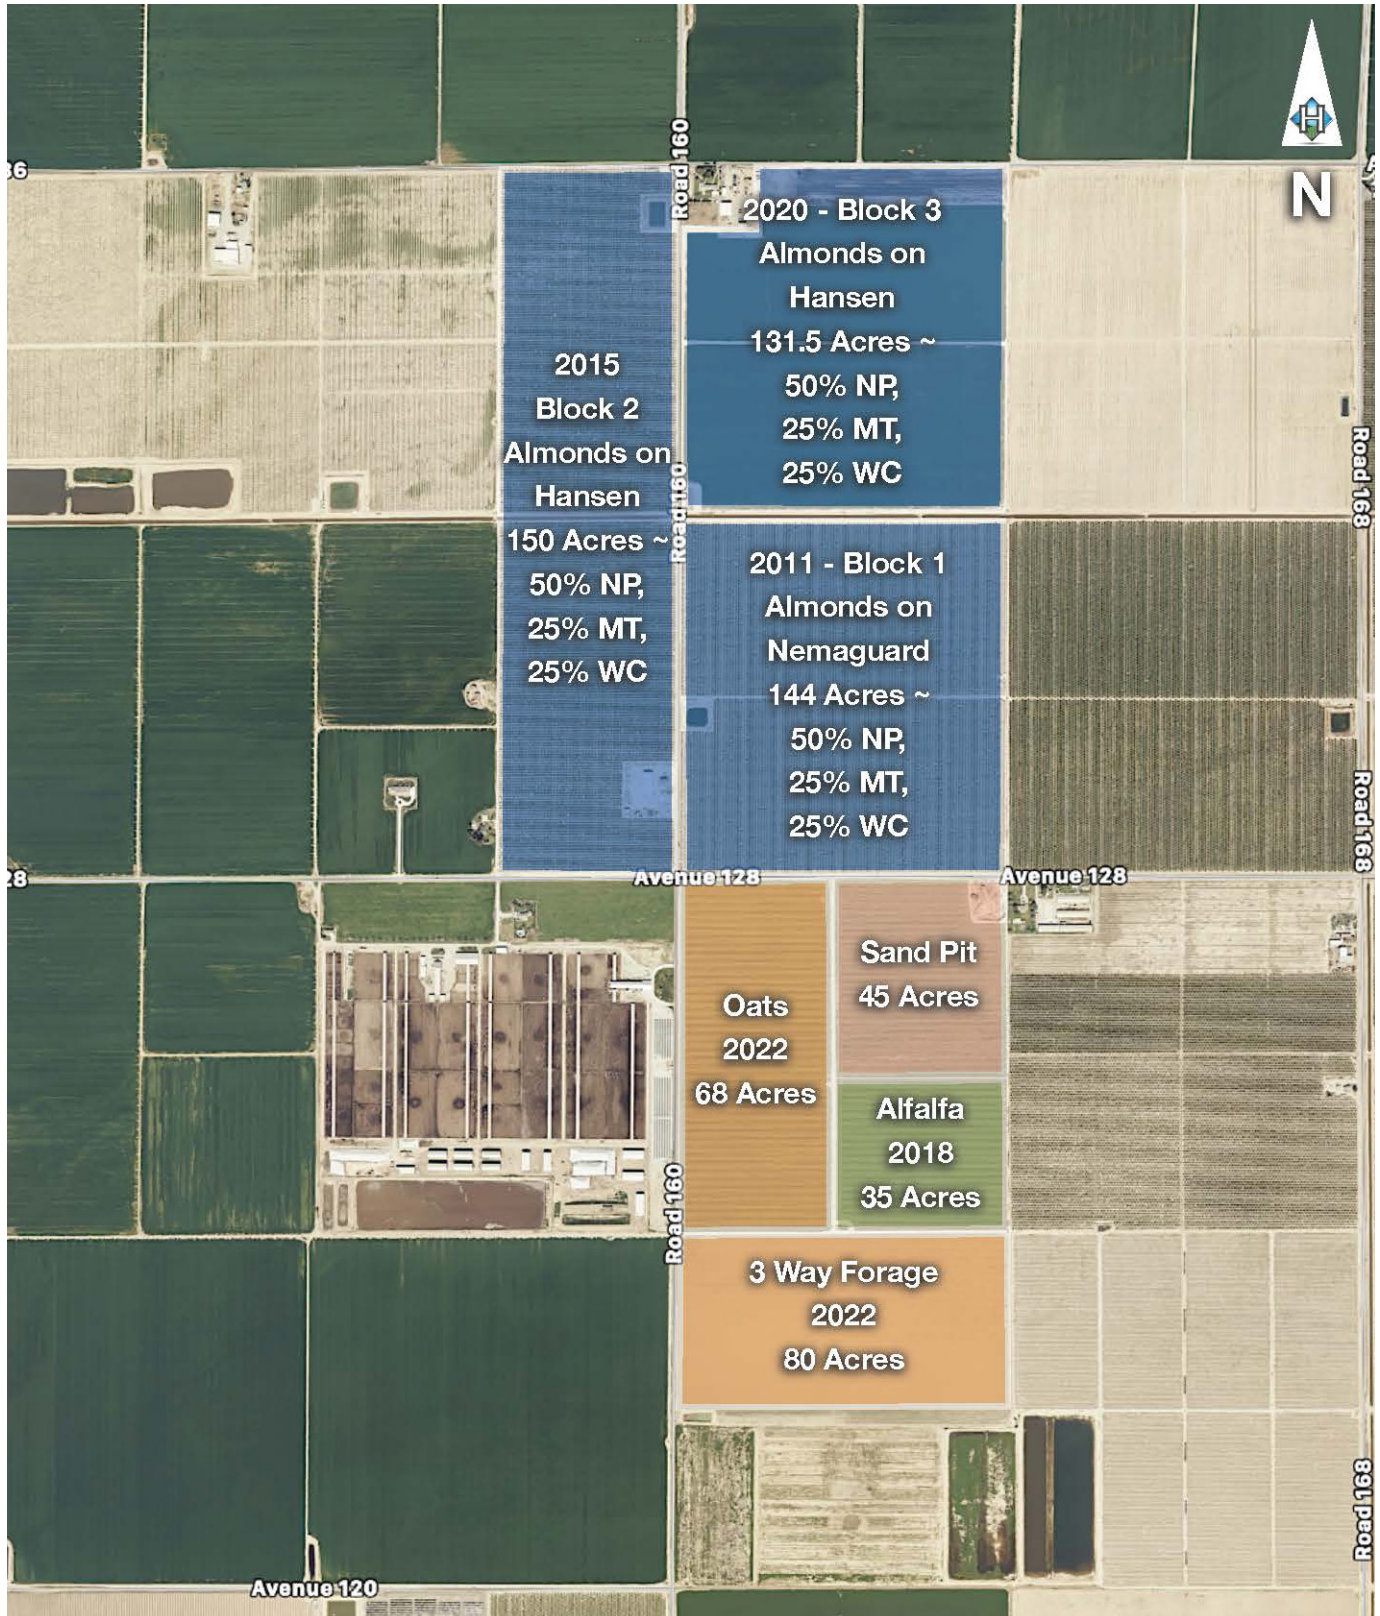 Road 160
36
H
N
2020 - Block 3
Almonds on
Hansen
131.5 Acres ~
50% NP,
25% MT,
25% WC
2015
Block 2
Almonds on
Hansen
150 Acres ~
50% NP,
25% MT,
25% WC
Road 160
Road 168
2011 - Block 1
Almonds on
Nemaguard
144 Acres ~
50% NP,
25% MT,
25% WC
Road 168
28
Avenue 128
Avenue 128
Oats
2022
68 Acres
Sand Pit
45 Acres
Alfalfa
2018
35 Acres
Road 160
3 Way Forage
2022
80 Acres
Road 168
Avenue 120